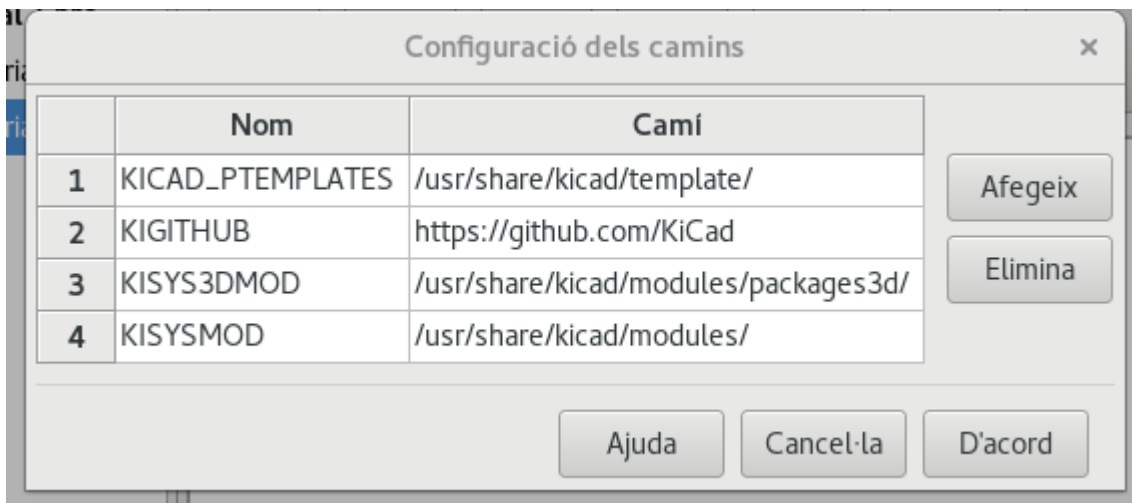 Configuració dels camins
Nom Camí
1 KICAD_PTEMPLATES /usr/share/kicad/template/
Afegeix
2 KIGITHUB https://github.com/KiCad
Elimina
3 KISYS3DMOD /usr/share/kicad/modules/packages3d/
4 KISYSMOD /usr/share/kicad/modules/
Ajuda Cancel·la D'acord